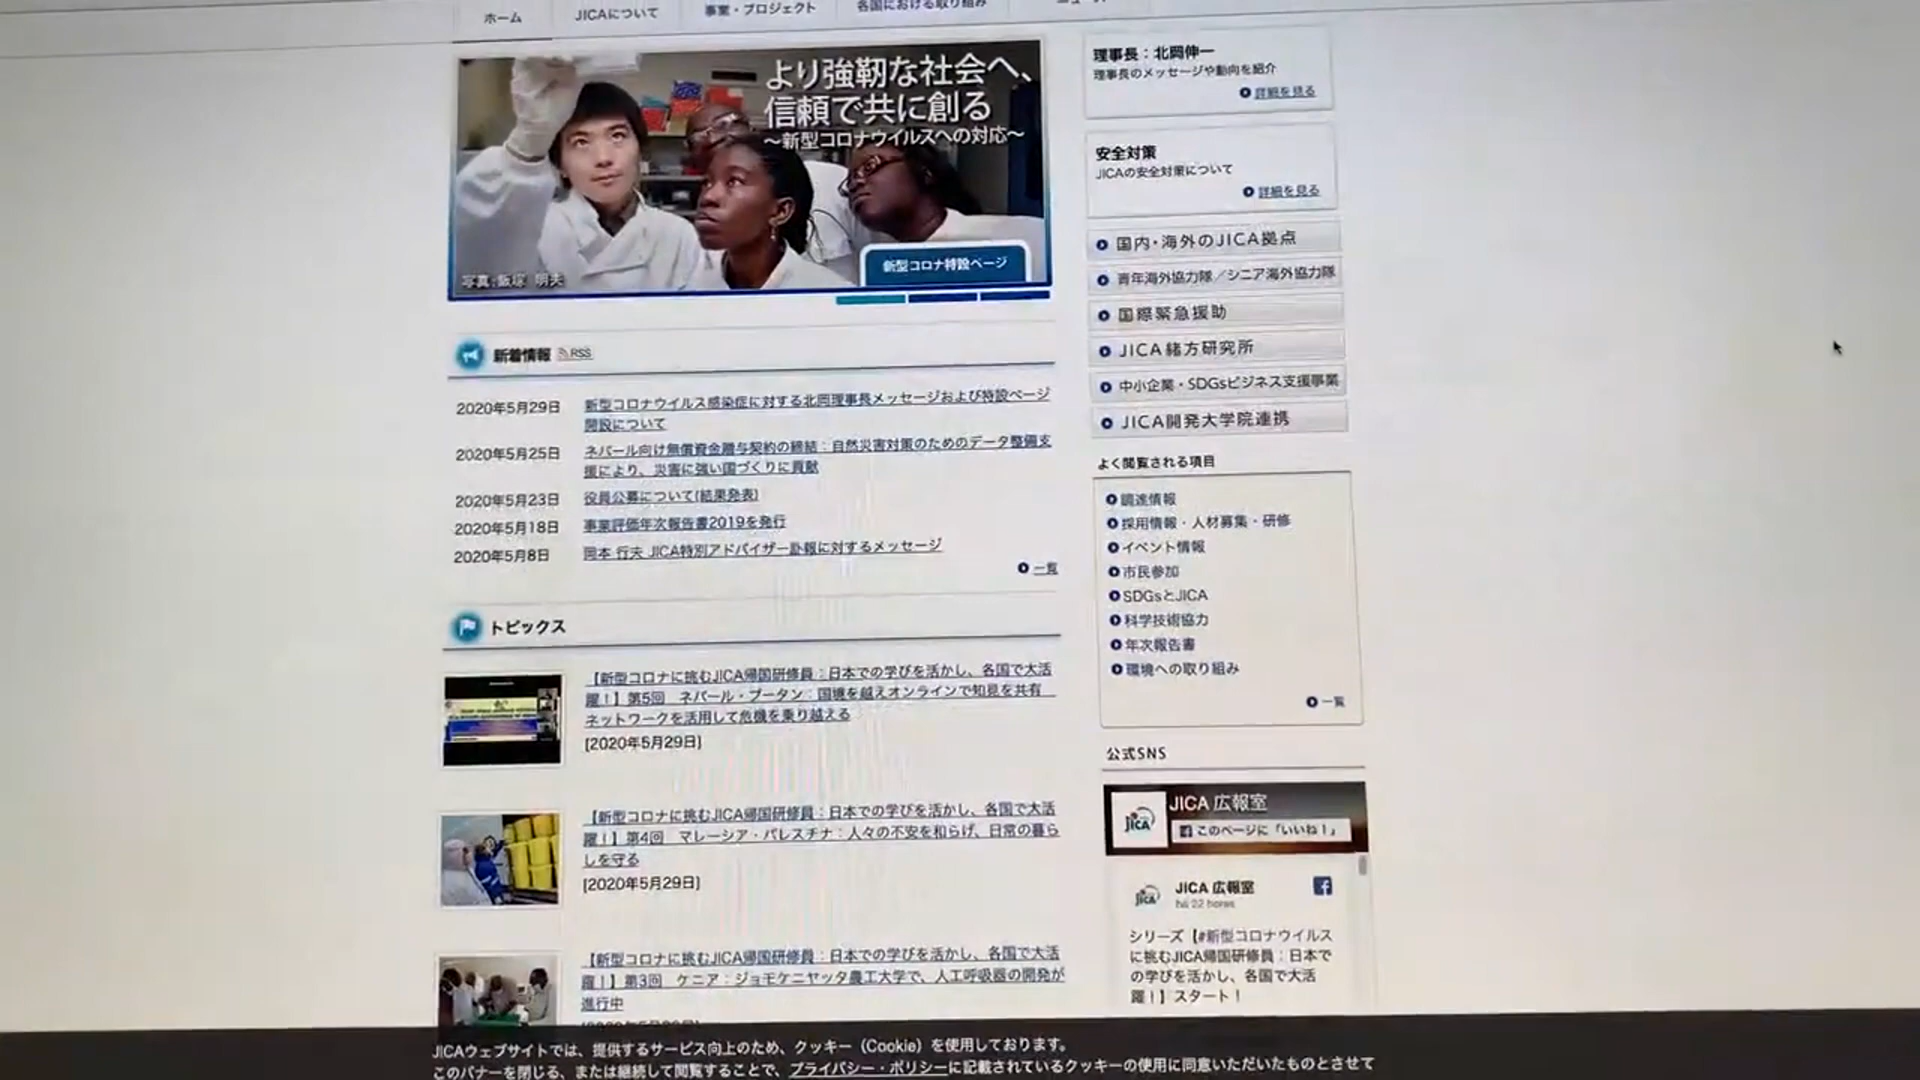 ホーム
JICAについて
事業・プロジェクト
各国における取り組み
より強靭な社会へ、
信頼で共に創る
〜新型コロナウイルスへの対応〜
写真:飯塚 明夫
新型コロナ特設ページ
新着情報 RSS
2020年5月29日 新型コロナウイルス感染症に対する北岡理事長メッセージおよび特設ページ
開設について
2020年5月25日 ネパール向け無償資金贈与契約の締結：自然災害対策のためのデータ整備支
援により、災害に強い国づくりに貢献
2020年5月23日 役員公募について(結果発表)
2020年5月18日 事業評価年次報告書2019を発行
2020年5月8日 岡本 行夫 JICA特別アドバイザー訃報に対するメッセージ
一覧
トピックス
【新型コロナに挑むJICA帰国研修員：日本での学びを活かし、各国で大活
躍！】第5回 ネパール・ブータン：国境を越えオンラインで知見を共有
ネットワークを活用して危機を乗り越える
[2020年5月29日]
【新型コロナに挑むJICA帰国研修員：日本での学びを活かし、各国で大活
躍！】第4回 マレーシア・パレスチナ：人々の不安を和らげ、日常の暮ら
しを守る
[2020年5月29日]
【新型コロナに挑むJICA帰国研修員：日本での学びを活かし、各国で大活
躍！】第3回 ケニア：ジョモケニヤッタ農工大学で、人工呼吸器の開発が
進行中
理事長：北岡伸一
理事長のメッセージや動向を紹介
詳細を見る
安全対策
JICAの安全対策について
詳細を見る
国内・海外のJICA拠点
青年海外協力隊／シニア海外協力隊
国際緊急援助
JICA緒方研究所
中小企業・SDGsビジネス支援事業
JICA開発大学院連携
よく閲覧される項目
調達情報
採用情報・人材募集・研修
イベント情報
市民参加
SDGsとJICA
科学技術協力
年次報告書
環境への取り組み
一覧
公式SNS
JICA
JICA 広報室
このページに「いいね！」
JICA
JICA 広報室
há 22 horas
シリーズ【#新型コロナウイルス
に挑むJICA帰国研修員：日本で
の学びを活かし、各国で大活
躍！】スタート！
JICAウェブサイトでは、提供するサービス向上のため、クッキー（Cookie）を使用しております。
このバナーを閉じる、または継続して閲覧することで、プライバシー・ポリシーに記載されているクッキーの使用に同意いただいたものとさせて